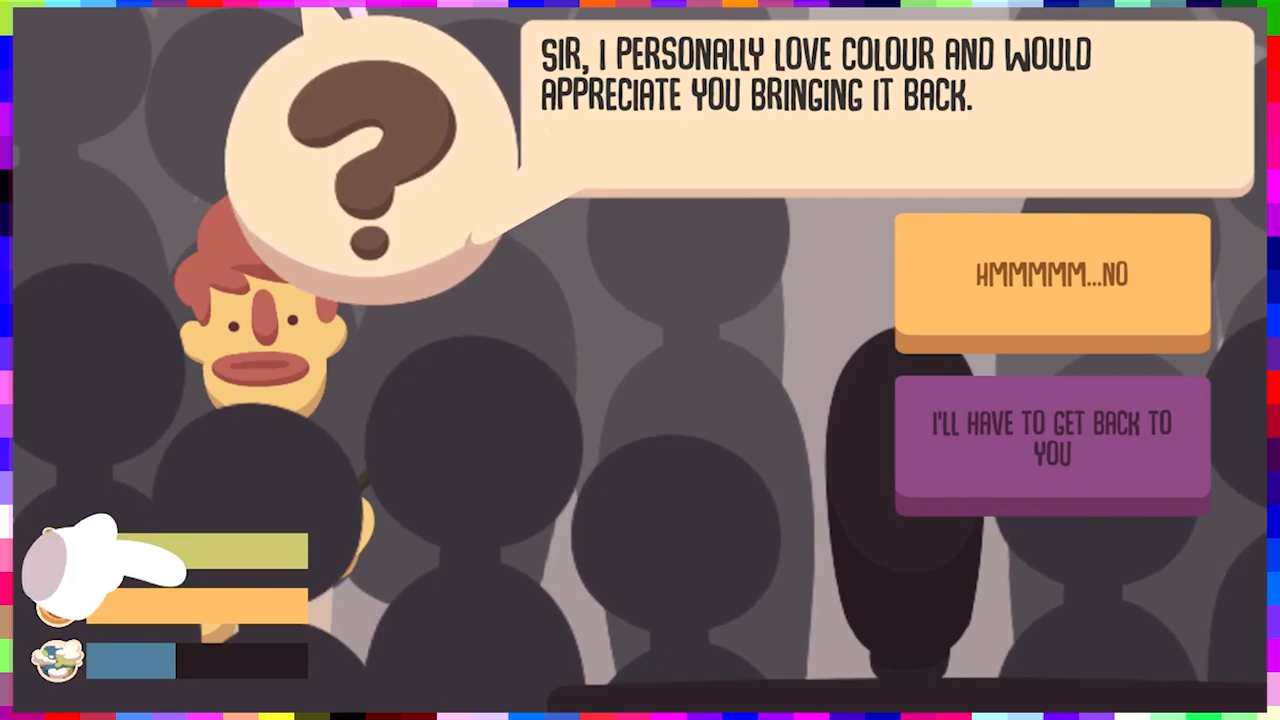 SIR, I PERSONALLY LOVE COLOUR AND WOULD
APPRECIATE YOU BRINGING IT BACK.
?
HMMMMM...NO
I'LL HAVE TO GET BACK TO
YOU